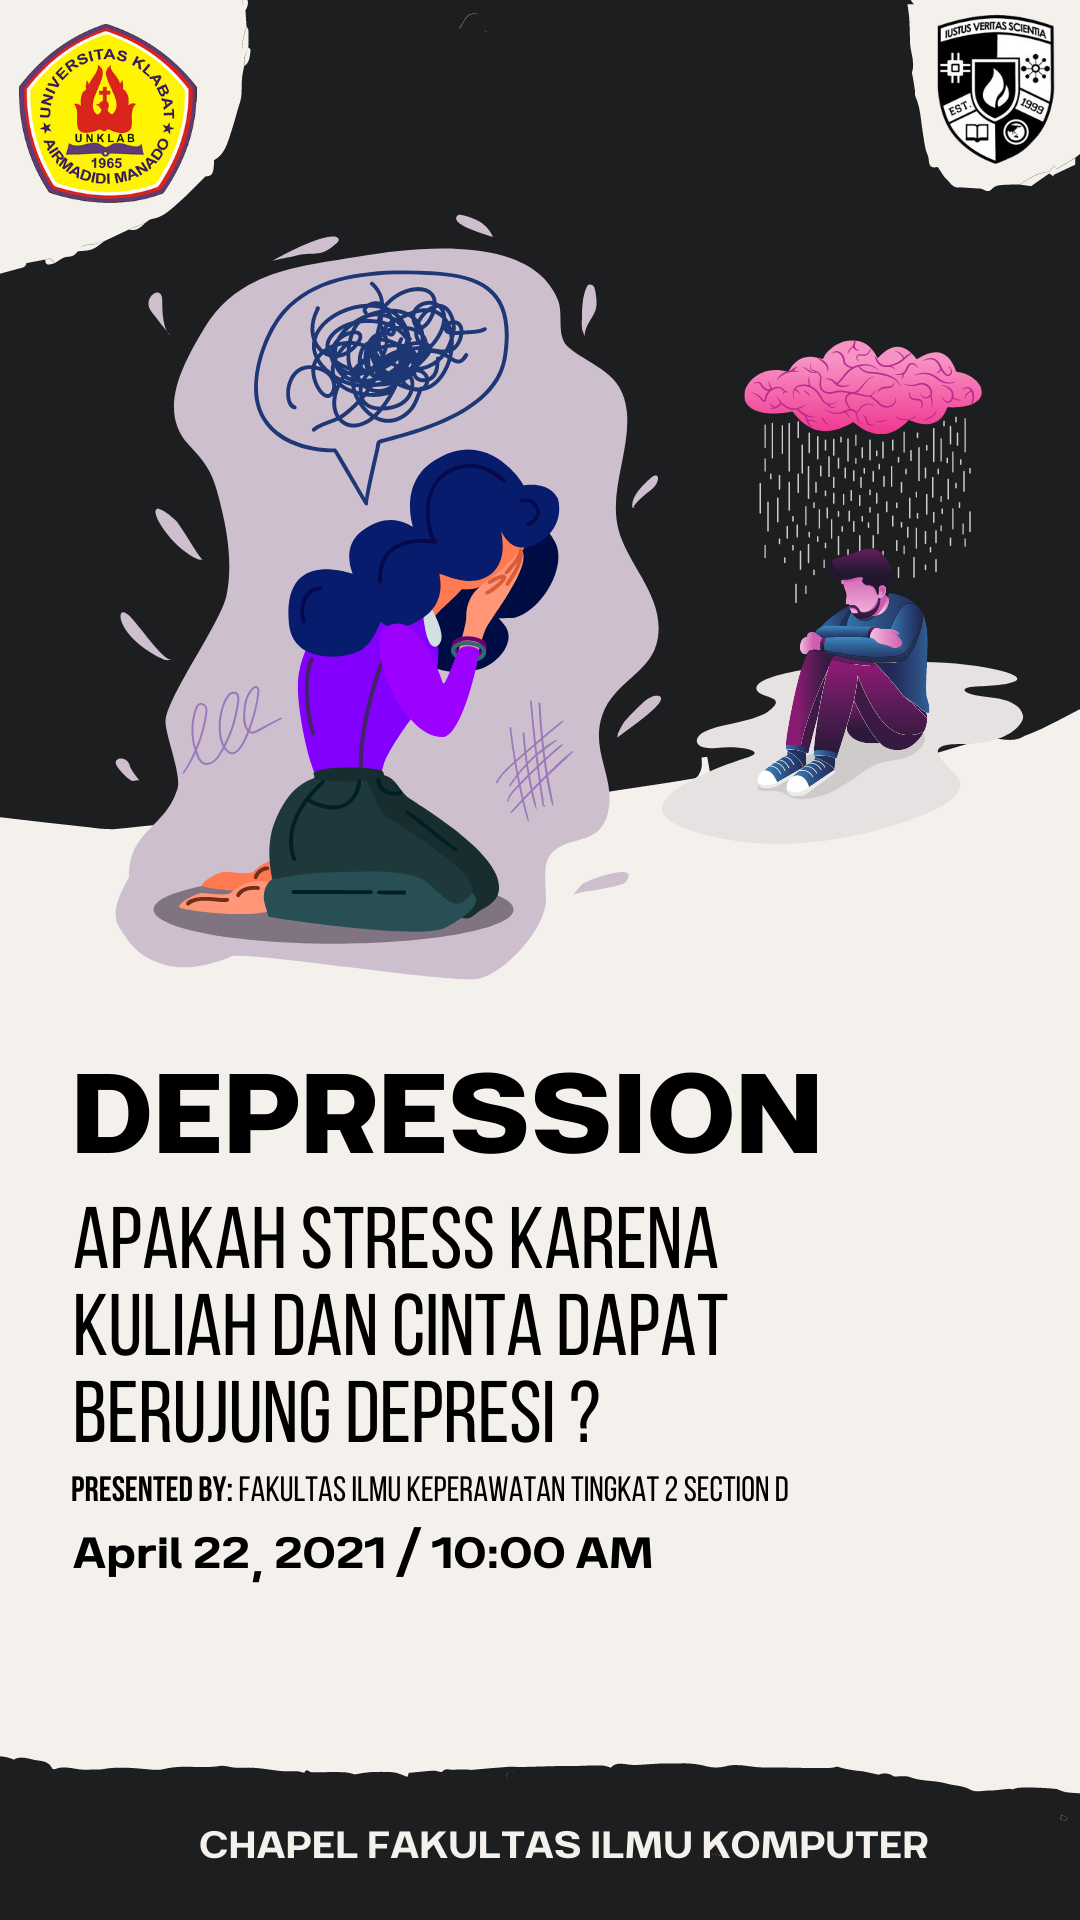 UNIVERSITAS KLABAT
UNKLAB
1965
AIRMADIDI MANADO
IUSTUS VERITAS SCIENTIA
EST. 1999
DEPRESSION
APAKAH STRESS KARENA
KULIAH DAN CINTA DAPAT
BERUJUNG DEPRESI ?
PRESENTED BY: FAKULTAS ILMU KEPERAWATAN TINGKAT 2 SECTION D
April 22, 2021 / 10:00 AM
CHAPEL FAKULTAS ILMU KOMPUTER